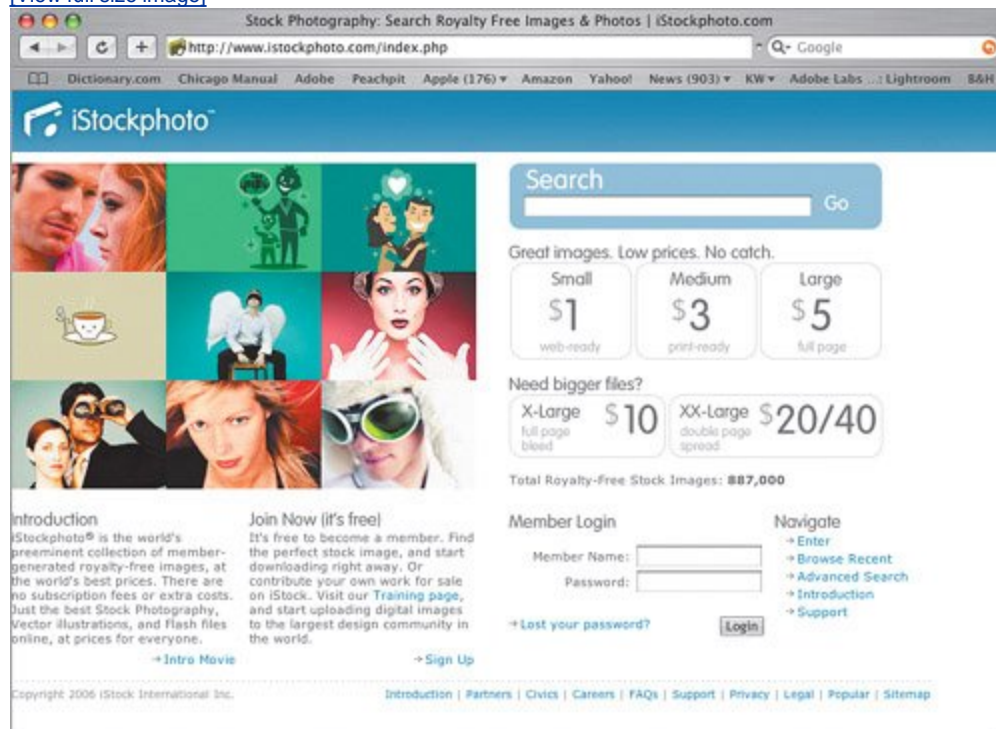 [View full size image]
Stock Photography: Search Royalty Free Images & Photos | iStockphoto.com
http://www.istockphoto.com/index.php
Google
Dictionary.com Chicago Manual Adobe Peachpit Apple (176) Amazon Yahoo! News (903) KW Adobe Labs ...: Lightroom B&H
iStockphoto™
Search
Go
Great images. Low prices. No catch.
Small
$1
web-ready
Medium
$3
print-ready
Large
$5
full page
Need bigger files?
X-Large
full page
bleed
$10
XX-Large
double page
spread
$20/40
Total Royalty-Free Stock Images: 887,000
Introduction
iStockphoto® is the world's
preeminent collection of member-
generated royalty-free images, at
the world's best prices. There are
no subscription fees or extra costs.
Just the best Stock Photography,
Vector illustrations, and Flash files
online, at prices for everyone.
Intro Movie
Join Now (it's free)
It's free to become a member. Find
the perfect stock image, and start
downloading right away. Or
contribute your own work for sale
on iStock. Visit our Training page,
and start uploading digital images
to the largest design community in
the world.
Sign Up
Member Login
Member Name:
Password:
Lost your password?
Login
Navigate
Enter
Browse Recent
Advanced Search
Introduction
Support
Copyright 2006 iStock International Inc.
Introduction | Partners | Civics | Careers | FAQs | Support | Privacy | Legal | Popular | Sitemap